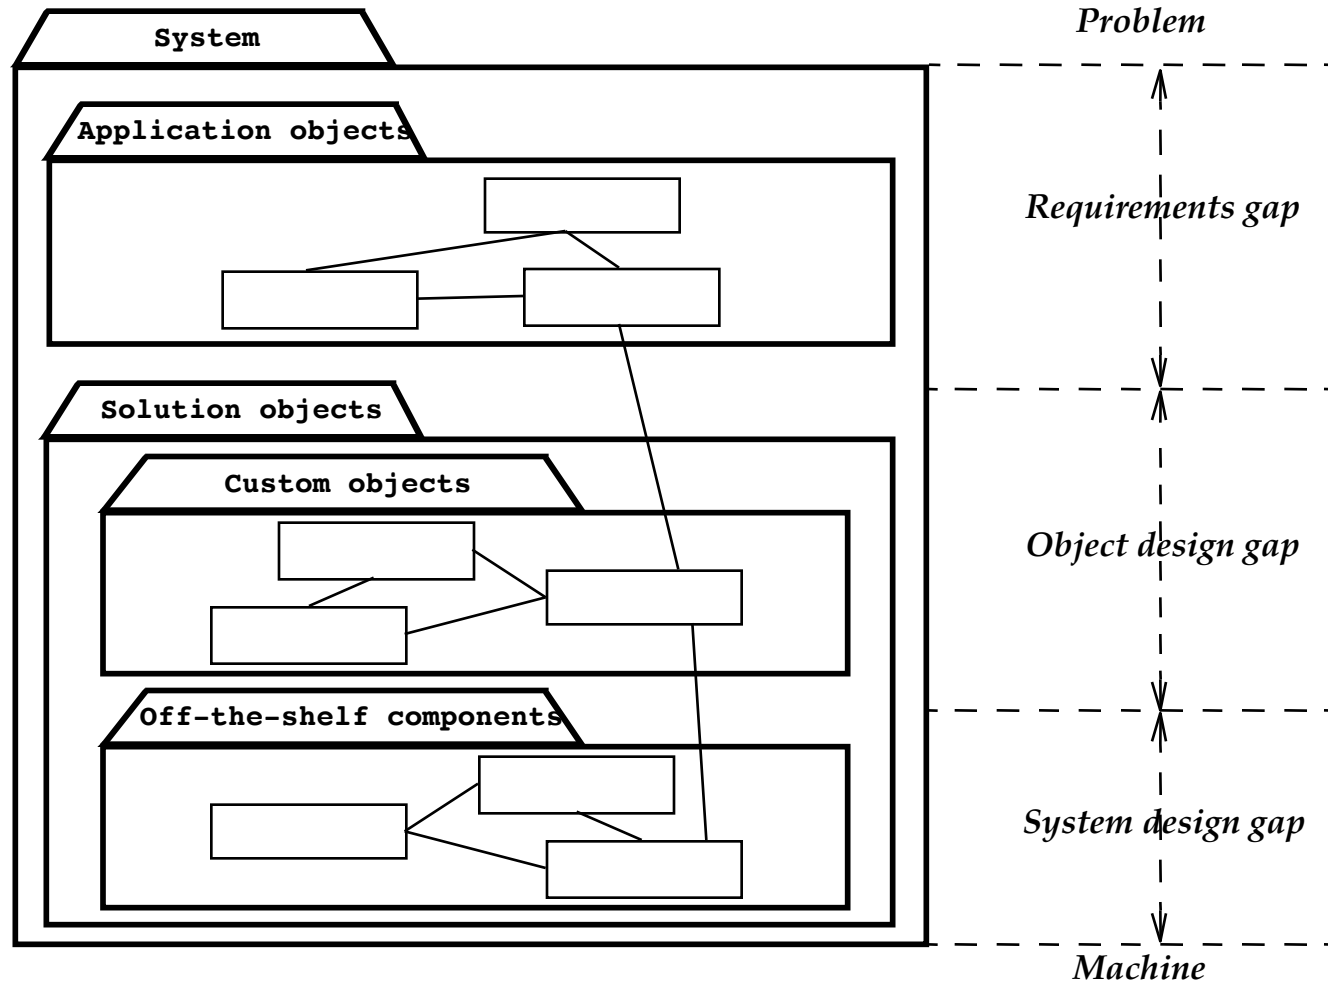 Problem
System
Application objects
Requirements gap
Solution objects
Custom objects
Object design gap
Off-the-shelf components
System design gap
Machine